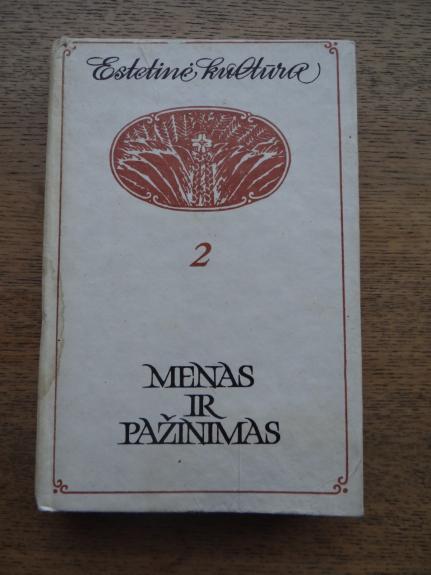 Estetinė kultūra
2
MENAS
IR
PAŽINIMAS